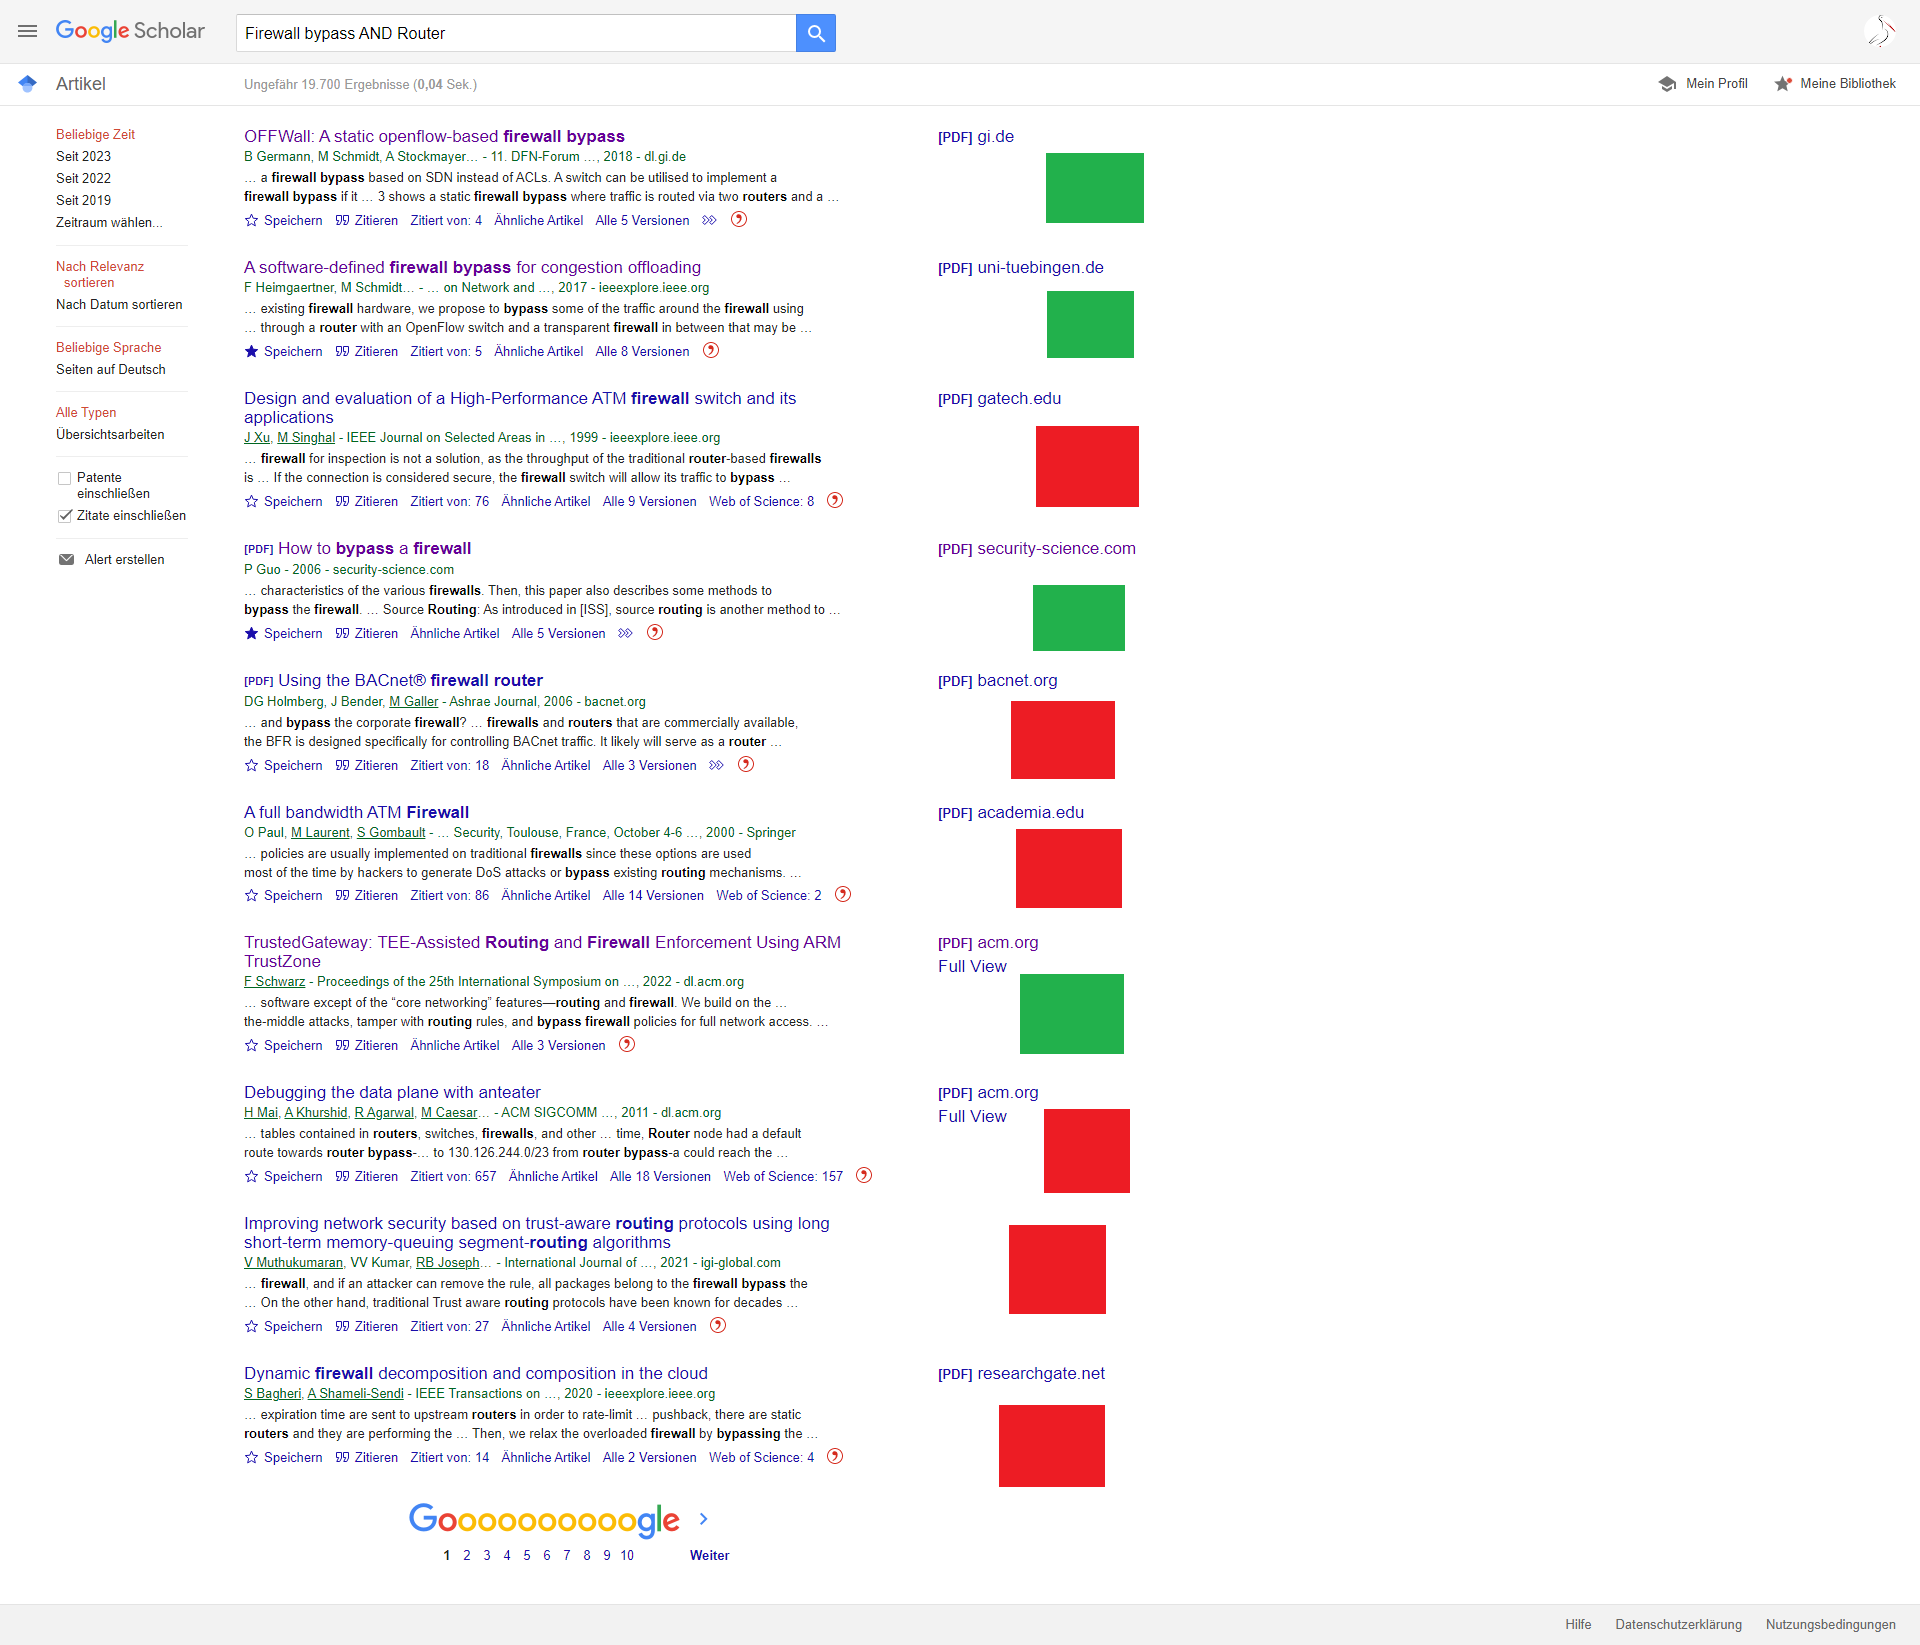 Google Scholar
Firewall bypass AND Router
Artikel
Ungefähr 19.700 Ergebnisse (0,04 Sek.)
Mein Profil
Meine Bibliothek
Beliebige Zeit
Seit 2023
Seit 2022
Seit 2019
Zeitraum wählen...
Nach Relevanz
sortieren
Nach Datum sortieren
Beliebige Sprache
Seiten auf Deutsch
Alle Typen
Übersichtsarbeiten
Patente
einschließen
Zitate einschließen
Alert erstellen
OFFWall: A static openflow-based firewall bypass
B Germann, M Schmidt, A Stockmayer… - 11. DFN-Forum …, 2018 - dl.gi.de
… a firewall bypass based on SDN instead of ACLs. A switch can be utilised to implement a
firewall bypass if it … 3 shows a static firewall bypass where traffic is routed via two routers and a …
Speichern Zitieren Zitiert von: 4 Ähnliche Artikel Alle 5 Versionen
[PDF] gi.de
A software-defined firewall bypass for congestion offloading
F Heimgaertner, M Schmidt… - … on Network and …, 2017 - ieeexplore.ieee.org
… existing firewall hardware, we propose to bypass some of the traffic around the firewall using
… through a router with an OpenFlow switch and a transparent firewall in between that may be …
Speichern Zitieren Zitiert von: 5 Ähnliche Artikel Alle 8 Versionen
[PDF] uni-tuebingen.de
Design and evaluation of a High-Performance ATM firewall switch and its
applications
J Xu, M Singhal - IEEE Journal on Selected Areas in …, 1999 - ieeexplore.ieee.org
… firewall for inspection is not a solution, as the throughput of the traditional router-based firewalls
is … If the connection is considered secure, the firewall switch will allow its traffic to bypass …
Speichern Zitieren Zitiert von: 76 Ähnliche Artikel Alle 9 Versionen Web of Science: 8
[PDF] gatech.edu
[PDF] How to bypass a firewall
P Guo - 2006 - security-science.com
… characteristics of the various firewalls. Then, this paper also describes some methods to
bypass the firewall. … Source Routing: As introduced in [ISS], source routing is another method to …
Speichern Zitieren Ähnliche Artikel Alle 5 Versionen
[PDF] security-science.com
[PDF] Using the BACnet® firewall router
DG Holmberg, J Bender, M Galler - Ashrae Journal, 2006 - bacnet.org
… and bypass the corporate firewall? … firewalls and routers that are commercially available,
the BFR is designed specifically for controlling BACnet traffic. It likely will serve as a router …
Speichern Zitieren Zitiert von: 18 Ähnliche Artikel Alle 3 Versionen
[PDF] bacnet.org
A full bandwidth ATM Firewall
O Paul, M Laurent, S Gombault - … Security, Toulouse, France, October 4-6 …, 2000 - Springer
… policies are usually implemented on traditional firewalls since these options are used
most of the time by hackers to generate DoS attacks or bypass existing routing mechanisms. …
Speichern Zitieren Zitiert von: 86 Ähnliche Artikel Alle 14 Versionen Web of Science: 2
[PDF] academia.edu
TrustedGateway: TEE-Assisted Routing and Firewall Enforcement Using ARM
TrustZone
F Schwarz - Proceedings of the 25th International Symposium on …, 2022 - dl.acm.org
… software except of the “core networking” features—routing and firewall. We build on the …
the-middle attacks, tamper with routing rules, and bypass firewall policies for full network access. …
Speichern Zitieren Ähnliche Artikel Alle 3 Versionen
[PDF] acm.org
Full View
Debugging the data plane with anteater
H Mai, A Khurshid, R Agarwal, M Caesar… - ACM SIGCOMM …, 2011 - dl.acm.org
… tables contained in routers, switches, firewalls, and other … time, Router node had a default
route towards router bypass-… to 130.126.244.0/23 from router bypass-a could reach the …
Speichern Zitieren Zitiert von: 657 Ähnliche Artikel Alle 18 Versionen Web of Science: 157
[PDF] acm.org
Full View
Improving network security based on trust-aware routing protocols using long
short-term memory-queuing segment-routing algorithms
V Muthukumaran, VV Kumar, RB Joseph… - International Journal of …, 2021 - igi-global.com
… firewall, and if an attacker can remove the rule, all packages belong to the firewall bypass the
… On the other hand, traditional Trust aware routing protocols have been known for decades …
Speichern Zitieren Zitiert von: 27 Ähnliche Artikel Alle 4 Versionen
Dynamic firewall decomposition and composition in the cloud
S Bagheri, A Shameli-Sendi - IEEE Transactions on …, 2020 - ieeexplore.ieee.org
… expiration time are sent to upstream routers in order to rate-limit … pushback, there are static
routers and they are performing the … Then, we relax the overloaded firewall by bypassing the …
Speichern Zitieren Zitiert von: 14 Ähnliche Artikel Alle 2 Versionen Web of Science: 4
[PDF] researchgate.net
Goooooooooogle
1 2 3 4 5 6 7 8 9 10 Weiter
Hilfe Datenschutzerklärung Nutzungsbedingungen